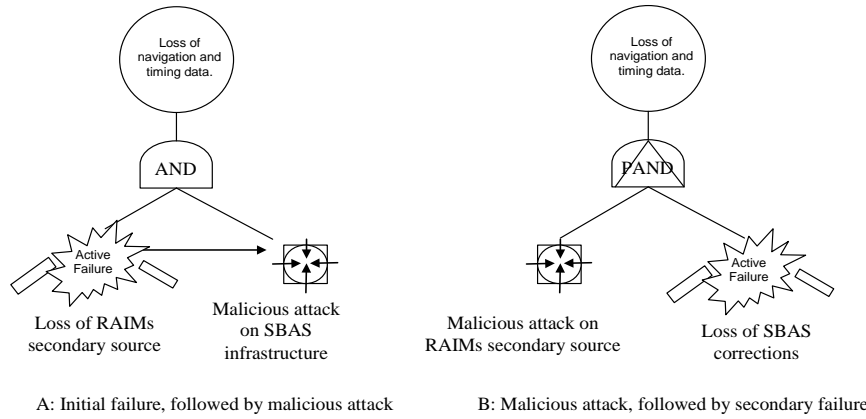 Loss of
navigation and
timing data.
AND
Active
Failure
Loss of RAIMs
secondary source
Malicious attack
on SBAS
infrastructure
A: Initial failure, followed by malicious attack
Loss of
navigation and
timing data.
PAND
Malicious attack on
RAIMs secondary source
Active
Failure
Loss of SBAS
corrections
B: Malicious attack, followed by secondary failure